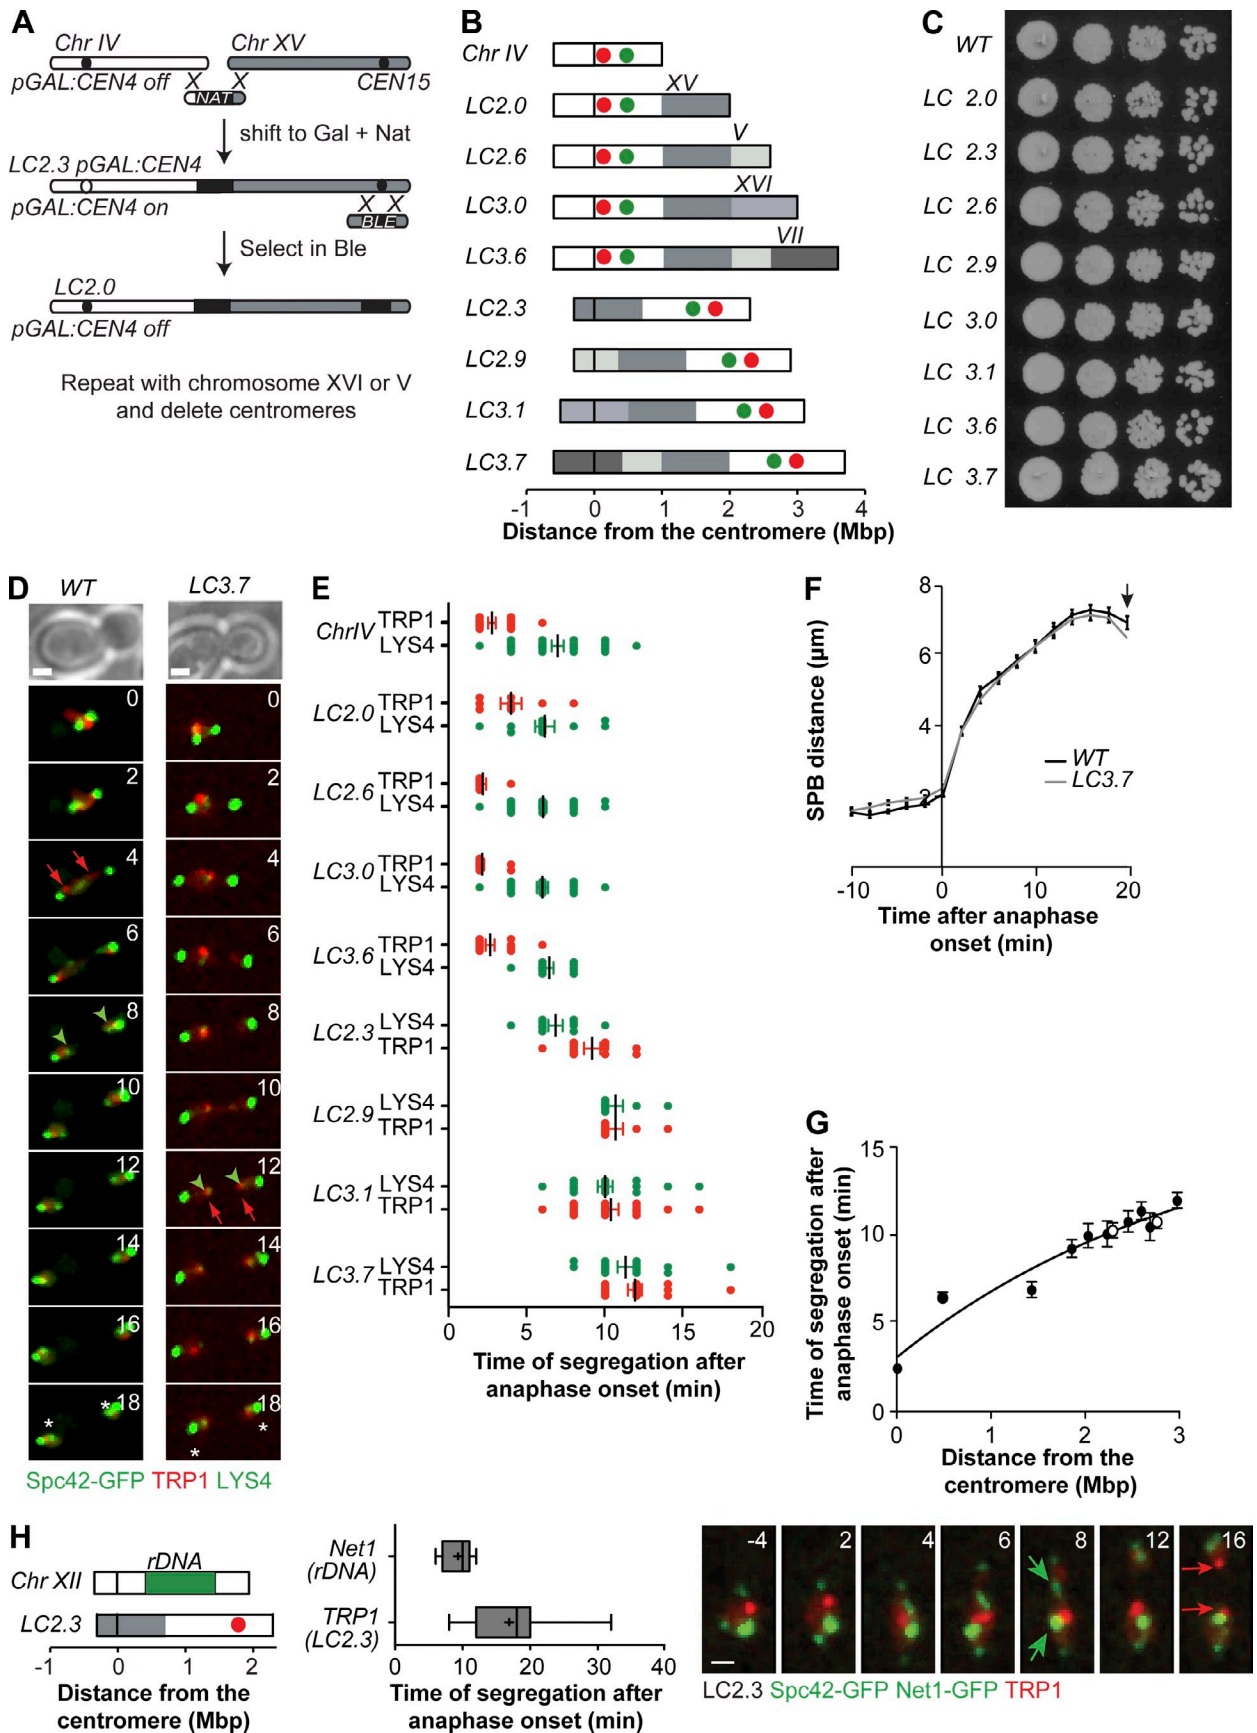 A
Chr IV
Chr XV
pGAL:CEN4 off
X
X
CEN15
NAT
shift to Gal + Nat
LC2.3 pGAL:CEN4
pGAL:CEN4 on
X X
BLE
Select in Ble
LC2.0
pGAL:CEN4 off
Repeat with chromosome XVI or V
and delete centromeres
B
Chr IV
XV
LC2.0
V
LC2.6
XVI
LC3.0
VII
LC3.6
LC2.3
LC2.9
LC3.1
LC3.7
-1 0 1 2 3 4
Distance from the centromere (Mbp)
C
WT
LC 2.0
LC 2.3
LC 2.6
LC 2.9
LC 3.0
LC 3.1
LC 3.6
LC 3.7
D
WT LC3.7
0 0
2 2
4 4
6 6
8 8
10 10
12 12
14 14
16 16
* *18 18
* *
Spc42-GFP TRP1 LYS4
E
ChrIV TRP1
LYS4
LC2.0 TRP1
LYS4
LC2.6 TRP1
LYS4
LC3.0 TRP1
LYS4
LC3.6 TRP1
LYS4
LC2.3 LYS4
TRP1
LC2.9 LYS4
TRP1
LC3.1 LYS4
TRP1
LC3.7 LYS4
TRP1
0 5 10 15 20
Time of segregation after
anaphase onset (min)
F
SPB distance (µm)
8
6
4
2
WT
LC3.7
-10 0 10 20
Time after anaphase
onset (min)
G
Time of segregation after
anaphase onset (min)
15
10
5
0
0 1 2 3
Distance from the
centromere (Mbp)
H
rDNA
Chr XII
LC2.3
-1 0 1 2
Distance from the
centromere (Mbp)
Net1
(rDNA)
TRP1
(LC2.3)
0 10 20 30 40
Time of segregation after
anaphase onset (min)
-4 2 4 6 8 12 16
LC2.3 Spc42-GFP Net1-GFP TRP1